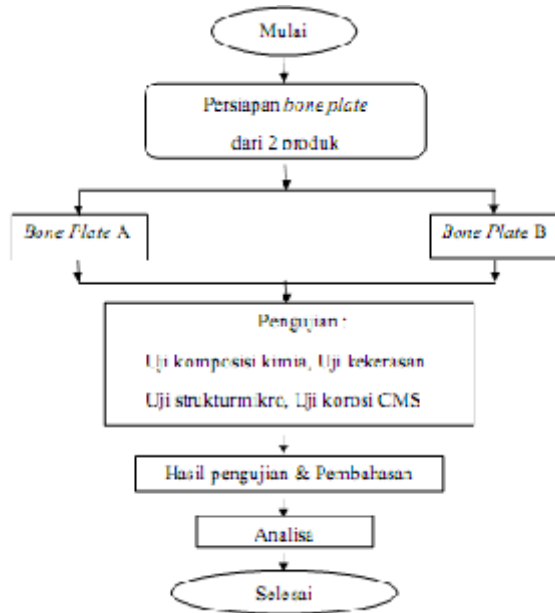 Mulai
Persiapan bone plate
dari 2 produk
Bone Plate A
Bone Plate B
Pengujian :
Uji komposisi kimia, Uji kekerasan
Uji strukturmikro, Uji korosi CMS
Hasil pengujian & Pembahasan
Analisa
Selesai